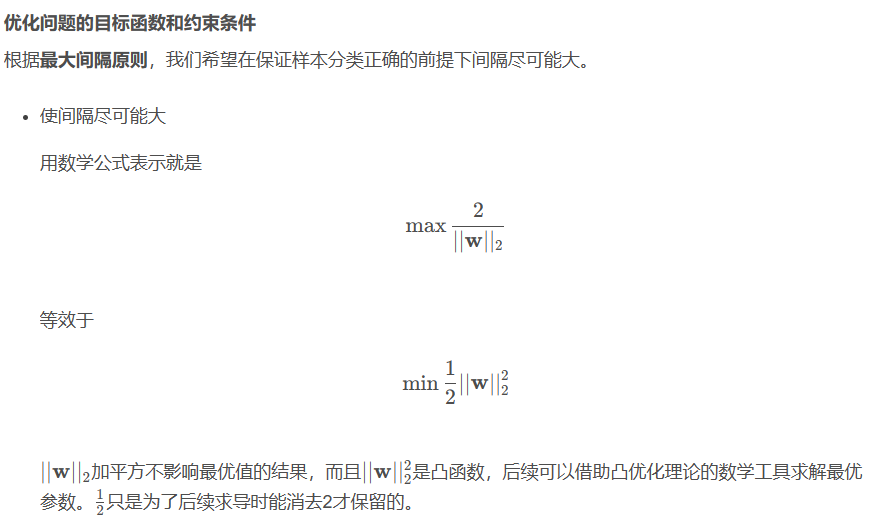 优化问题的目标函数和约束条件
根据最大间隔原则，我们希望在保证样本分类正确的前提下间隔尽可能大。
• 使间隔尽可能大
用数学公式表示就是
$$\max \frac{2}{||\mathbf{w}||_2}$$
等效于
$$\min \frac{1}{2}||\mathbf{w}||_2^2$$
$||\mathbf{w}||_2$加平方不影响最优值的结果，而且$||\mathbf{w}||_2^2$是凸函数，后续可以借助凸优化理论的数学工具求解最优
参数。$\frac{1}{2}$只是为了后续求导时能消去2才保留的。